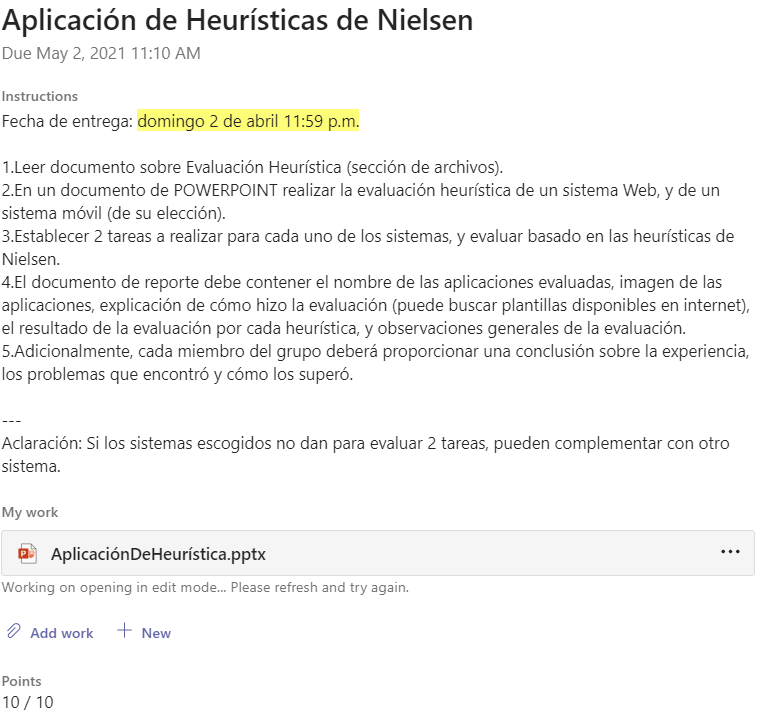 Aplicación de Heurísticas de Nielsen
Due May 2, 2021 11:10 AM
Instructions
Fecha de entrega: domingo 2 de abril 11:59 p.m.
1.Leer documento sobre Evaluación Heurística (sección de archivos).
2.En un documento de POWERPOINT realizar la evaluación heurística de un sistema Web, y de un
sistema móvil (de su elección).
3.Establecer 2 tareas a realizar para cada uno de los sistemas, y evaluar basado en las heurísticas de
Nielsen.
4.El documento de reporte debe contener el nombre de las aplicaciones evaluadas, imagen de las
aplicaciones, explicación de cómo hizo la evaluación (puede buscar plantillas disponibles en internet),
el resultado de la evaluación por cada heurística, y observaciones generales de la evaluación.
5.Adicionalmente, cada miembro del grupo deberá proporcionar una conclusión sobre la experiencia,
los problemas que encontró y cómo los superó.
---
Aclaración: Si los sistemas escogidos no dan para evaluar 2 tareas, pueden complementar con otro
sistema.
My work
AplicaciónDeHeurística.pptx
Working on opening in edit mode... Please refresh and try again.
Add work New
Points
10 / 10